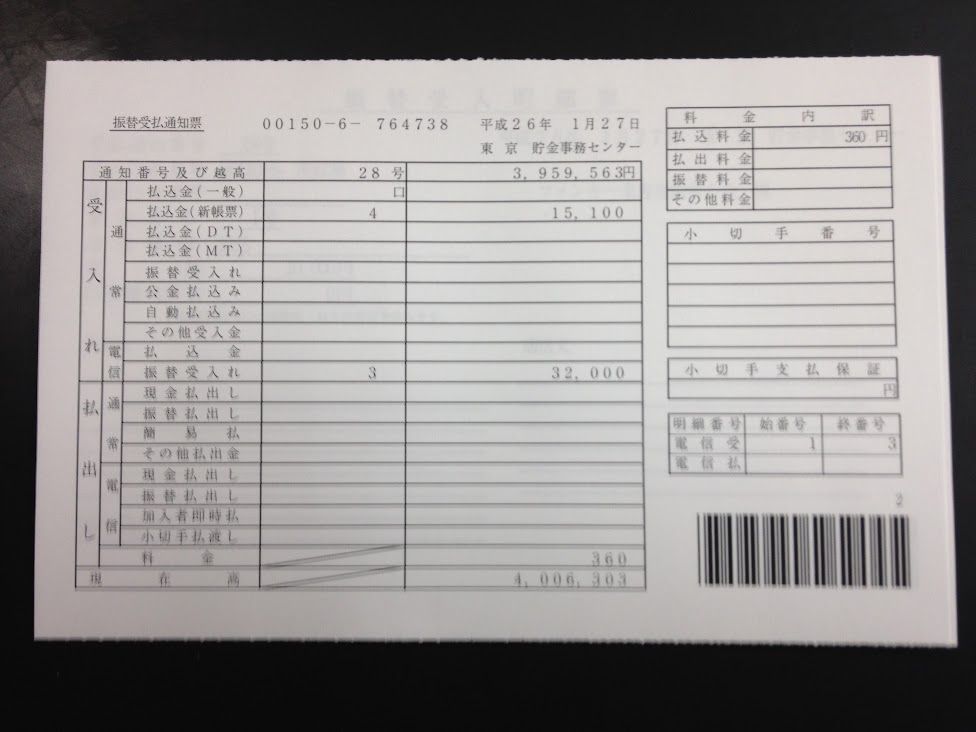 振替受払通知票 00150-6- 764738 平成26年 1月27日
東京 貯金事務センター
通知番号及び越高 28号 3,959,563円
受入れ
通常
払込金(一般) 口
払込金(新帳票) 4 15,100
払込金(DT)
払込金(MT)
振替受入れ
公金払込み
自動払込み
その他受入金
電信
払込金
振替受入れ 3 32,000
払出し
通常
現金払出し
振替払出し
簡易払
その他払出金
電信
現金払出し
振替払出し
加入者即時払
小切手払渡し
料金 360
現在高 4,006,303
料金内訳
払込料金 360円
払出料金
振替料金
その他料金
小切手番号
小切手支払保証
円
明細番号 始番号 終番号
電信受 1 3
電信払